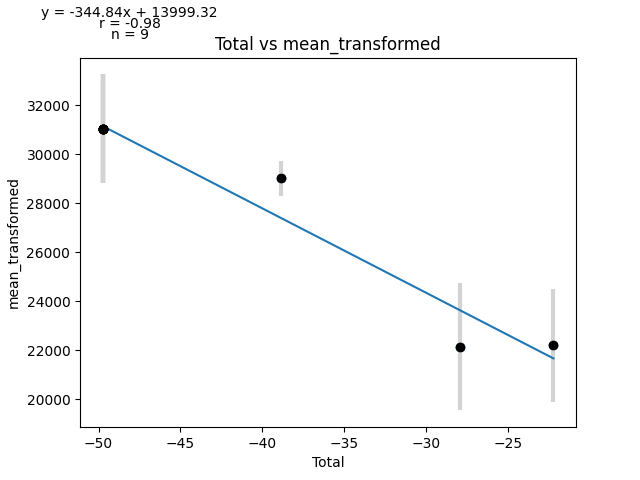 y = -344.84x + 13999.32
r = -0.98
n = 9
Total vs mean_transformed
mean_transformed
32000
30000
28000
26000
24000
22000
20000
−50
−45
−40
−35
−30
−25
Total